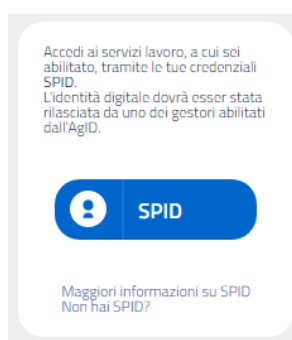 Accedi ai servizi lavoro, a cui sei
abilitato, tramite le tue credenziali
SPID.
L'identità digitale dovrà esser stata
rilasciata da uno dei gestori abilitati
dall'AgID.
SPID
Maggiori informazioni su SPID
Non hai SPID?